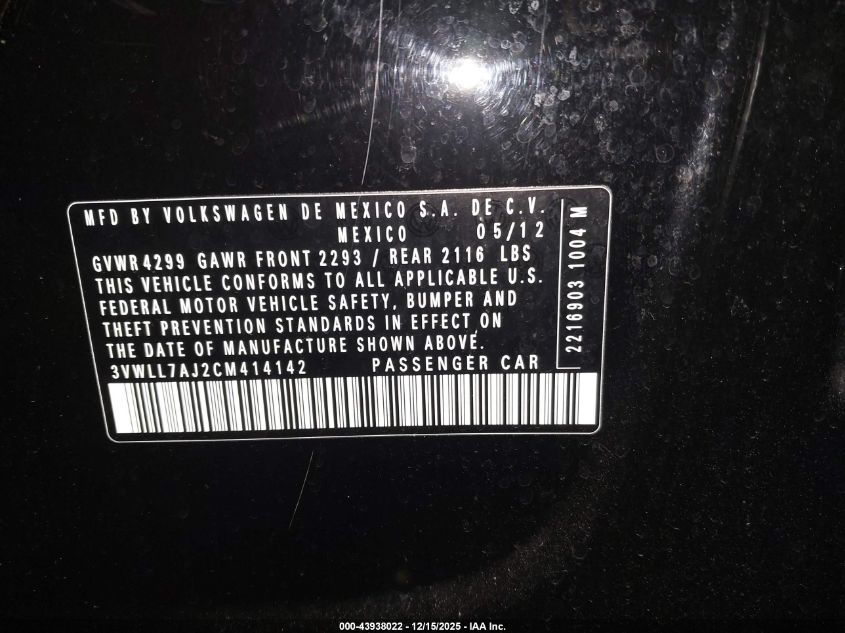 MFD BY VOLKSWAGEN DE MEXICO S.A. DE C.V.
MEXICO 05/12
GVWR 4299 GAWR FRONT 2293 / REAR 2116 LBS
THIS VEHICLE CONFORMS TO ALL APPLICABLE U.S.
FEDERAL MOTOR VEHICLE SAFETY, BUMPER AND
THEFT PREVENTION STANDARDS IN EFFECT ON
THE DATE OF MANUFACTURE SHOWN ABOVE.
3VWLL7AJ2CM414142 PASSENGER CAR
2216903 1004 M
000-43938022 - 12/15/2025 - IAA Inc.